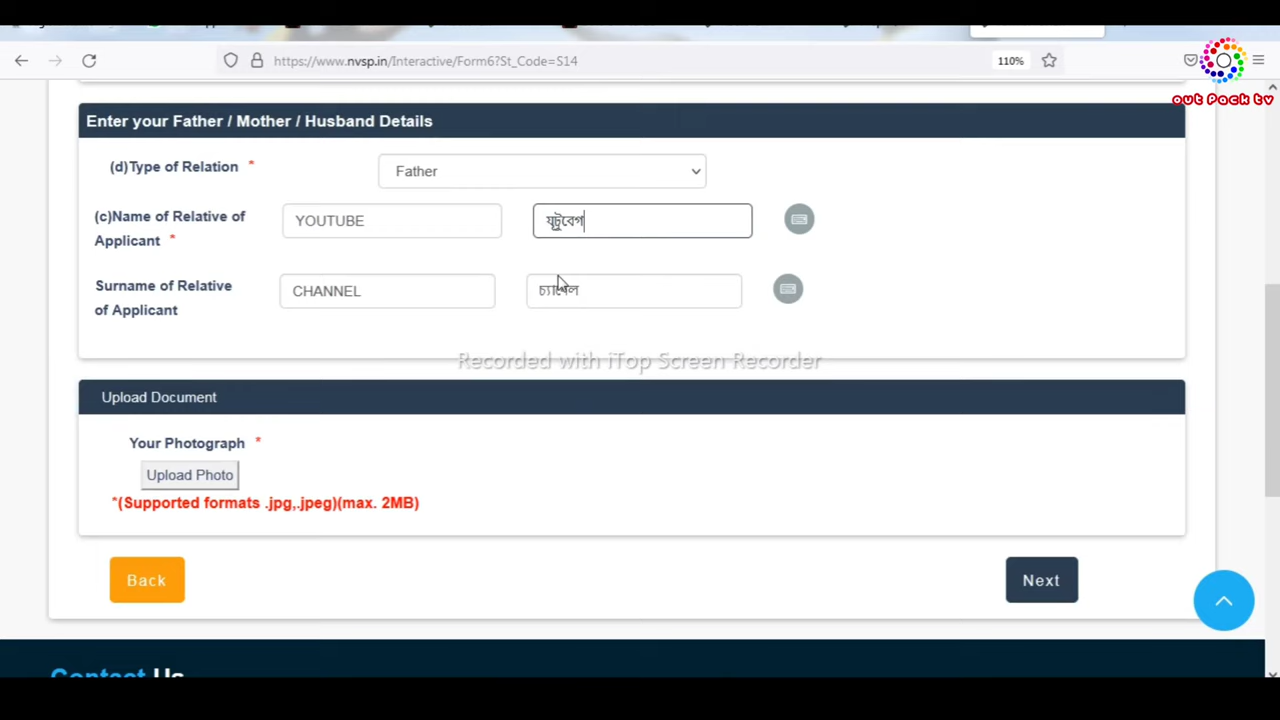 https://www.nvsp.in/Interactive/Form6?St_Code=S14
110%
out Pack tv
Enter your Father / Mother / Husband Details
(d)Type of Relation *
Father
(c)Name of Relative of Applicant *
YOUTUBE
যূটুবেগ
Surname of Relative of Applicant
CHANNEL
Recorded with iTop Screen Recorder
Upload Document
Your Photograph *
Upload Photo
*(Supported formats .jpg,.jpeg)(max. 2MB)
Back
Next
Contact Us